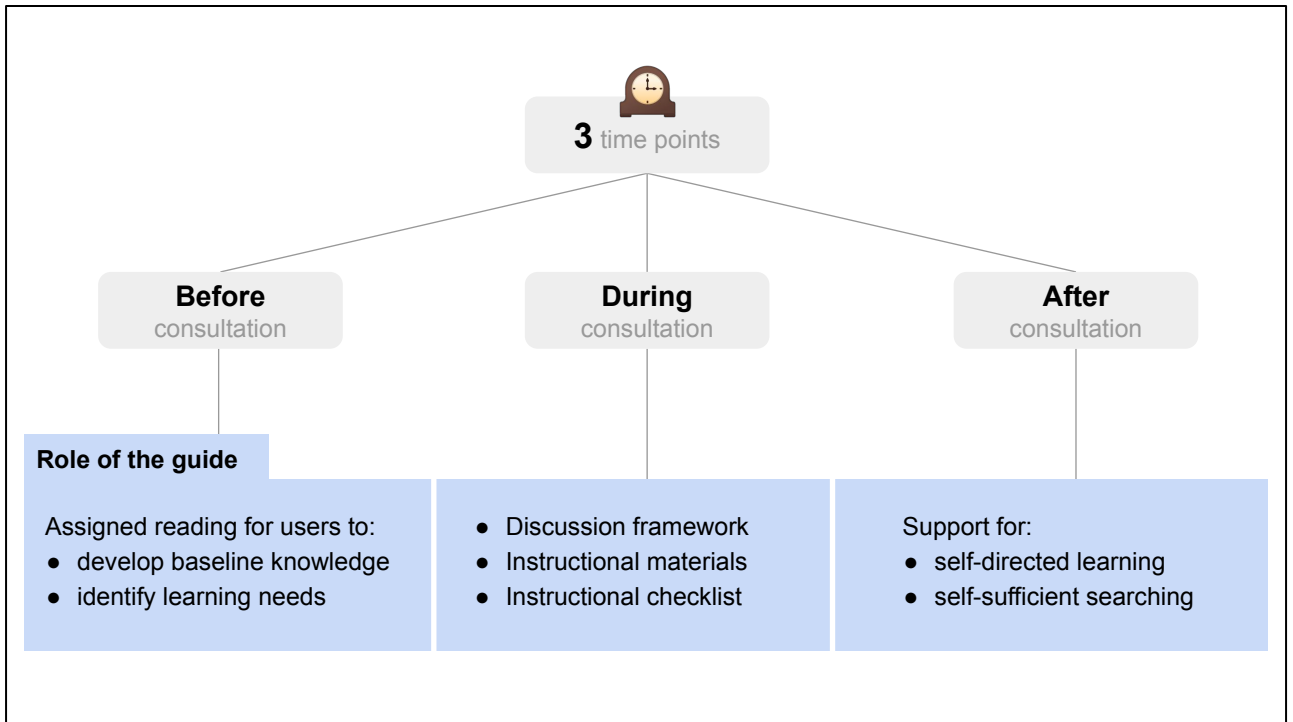 3 time points
Before
consultation
During
consultation
After
consultation
Role of the guide
Assigned reading for users to:
● develop baseline knowledge
● identify learning needs
● Discussion framework
● Instructional materials
● Instructional checklist
Support for:
● self-directed learning
● self-sufficient searching